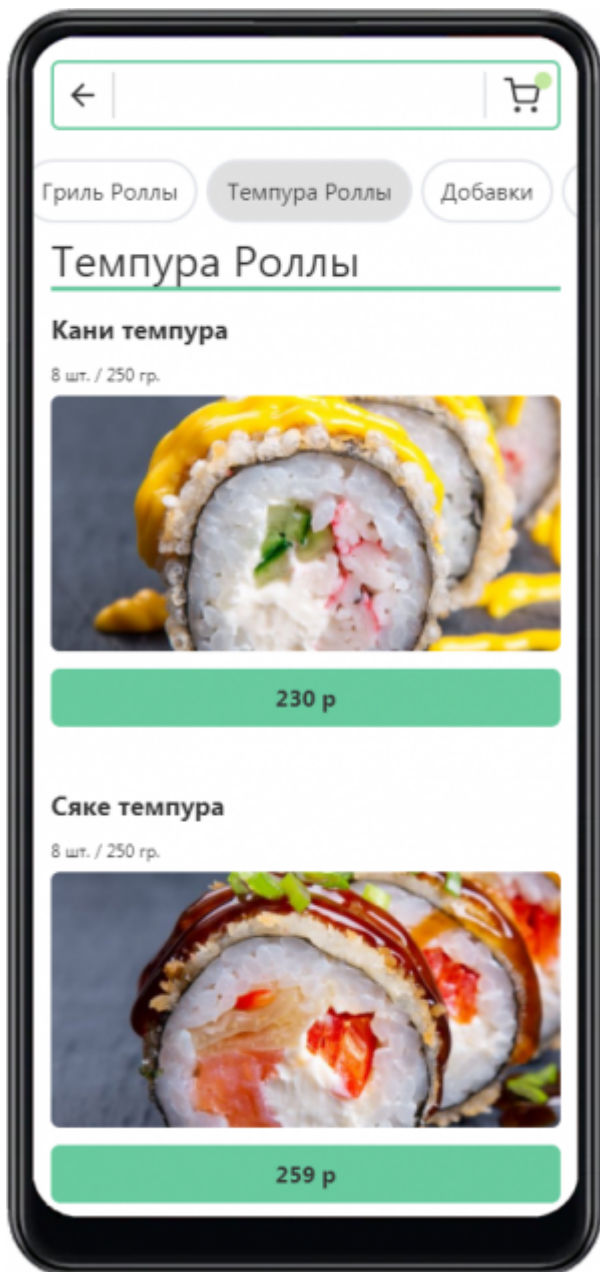 Гриль Роллы Темпура Роллы Добавки
Темпура Роллы
Кани темпура
8 шт. / 250 гр.
230 р
Сяке темпура
8 шт. / 250 гр.
259 р